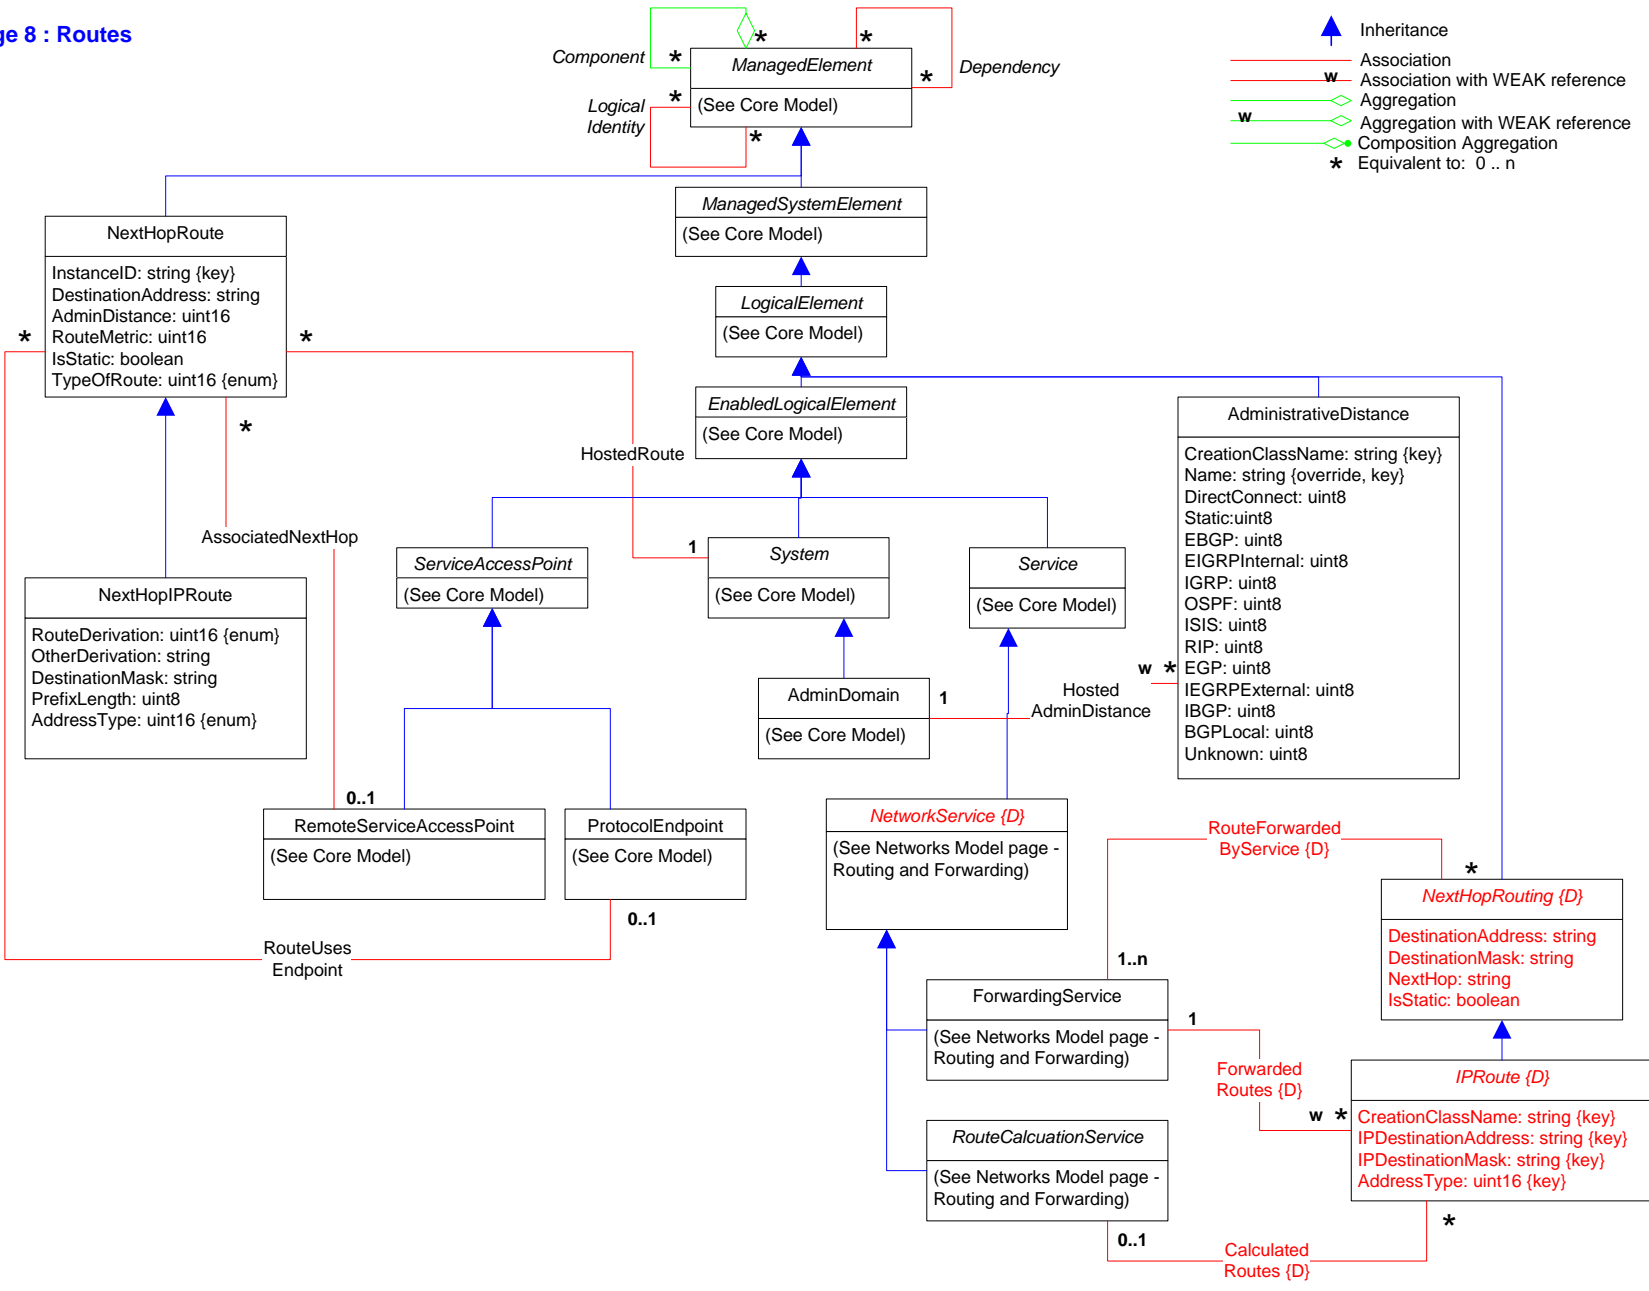 ge 8 : Routes
Inheritance
Association
w
Association with WEAK reference
Aggregation
w
Aggregation with WEAK reference
Composition Aggregation
* Equivalent to: 0 .. n
Component
*
*
*
*
Dependency
ManagedElement
(See Core Model)
Logical
Identity
*
*
ManagedSystemElement
(See Core Model)
NextHopRoute
InstanceID: string {key}
DestinationAddress: string
AdminDistance: uint16
RouteMetric: uint16
IsStatic: boolean
TypeOfRoute: uint16 {enum}
*
*
*
LogicalElement
(See Core Model)
EnabledLogicalElement
(See Core Model)
HostedRoute
AdministrativeDistance
CreationClassName: string {key}
Name: string {override, key}
DirectConnect: uint8
Static:uint8
EBGP: uint8
EIGRPInternal: uint8
IGRP: uint8
OSPF: uint8
ISIS: uint8
RIP: uint8
EGP: uint8
IEGRPExternal: uint8
IBGP: uint8
BGPLocal: uint8
Unknown: uint8
AssociatedNextHop
ServiceAccessPoint
(See Core Model)
1
System
(See Core Model)
Service
(See Core Model)
NextHopIPRoute
RouteDerivation: uint16 {enum}
OtherDerivation: string
DestinationMask: string
PrefixLength: uint8
AddressType: uint16 {enum}
AdminDomain
(See Core Model)
1
Hosted
AdminDistance
w *
0..1
RemoteServiceAccessPoint
(See Core Model)
ProtocolEndpoint
(See Core Model)
0..1
RouteUses
Endpoint
NetworkService {D}
(See Networks Model page -
Routing and Forwarding)
RouteForwarded
ByService {D}
*
NextHopRouting {D}
DestinationAddress: string
DestinationMask: string
NextHop: string
IsStatic: boolean
1..n
ForwardingService
(See Networks Model page -
Routing and Forwarding)
1
Forwarded
Routes {D}
w *
IPRoute {D}
CreationClassName: string {key}
IPDestinationAddress: string {key}
IPDestinationMask: string {key}
AddressType: uint16 {key}
RouteCalcuationService
(See Networks Model page -
Routing and Forwarding)
0..1
Calculated
Routes {D}
*